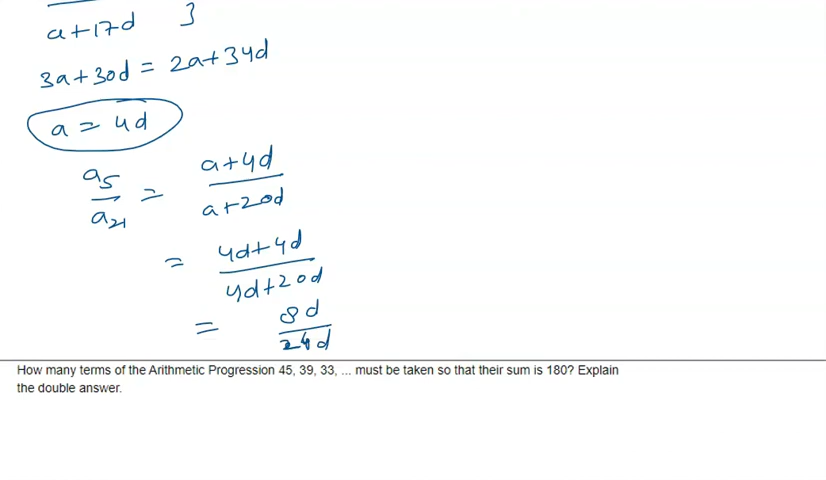 a+17d 3
3a+30d = 2a+34d
a = 4d
a5 / a21 = a+4d / a+20d
= 4d+4d / 4d+20d
= 8d / 24d
How many terms of the Arithmetic Progression 45, 39, 33, ... must be taken so that their sum is 180? Explain
the double answer.